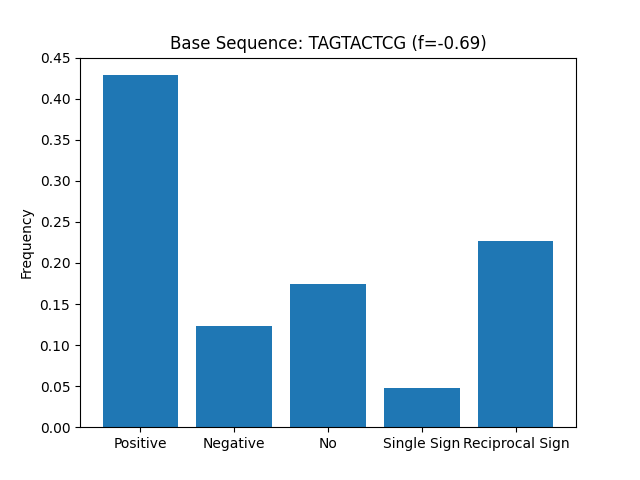 Base Sequence: TAGTACTCG (f=-0.69)
0.45
0.40
0.35
0.30
0.25
0.20
0.15
0.10
0.05
0.00
Frequency
Positive
Negative
No
Single Sign
Reciprocal Sign